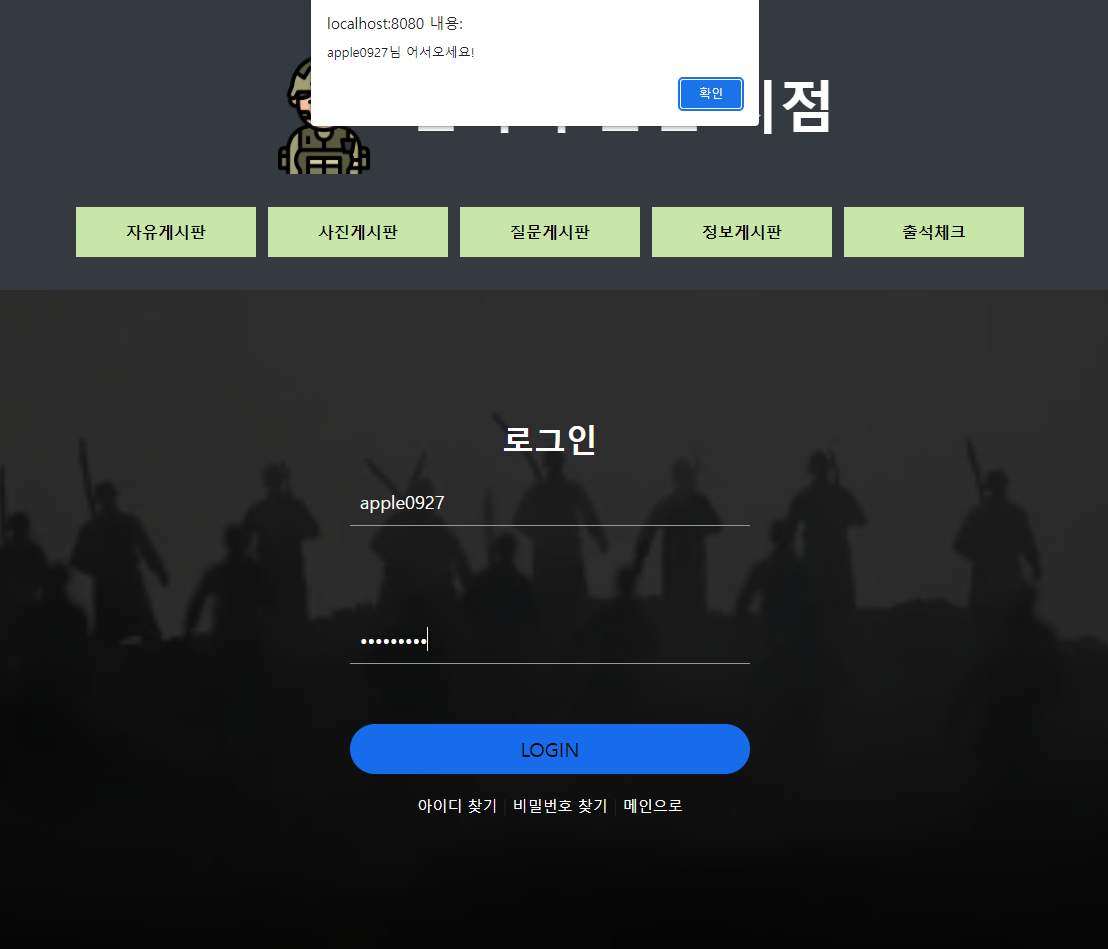 localhost:8080 내용:
apple0927님 어서오세요!
확인
자유게시판 사진게시판 질문게시판 정보게시판 출석체크
로그인
apple0927
•••••••••
LOGIN
아이디 찾기 | 비밀번호 찾기 | 메인으로